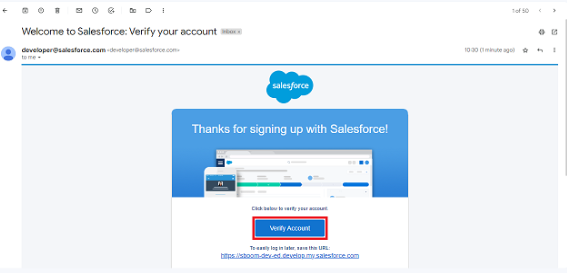 1 of 50
Welcome to Salesforce: Verify your account
Inbox ×
developer@salesforce.com <developer@salesforce.com>
10:30 (1 minute ago)
to me
salesforce
Thanks for signing up with Salesforce!
Click below to verify your account
Verify Account
To easily log in later, save this URL:
https://sboom-dev-ed.develop.my.salesforce.com